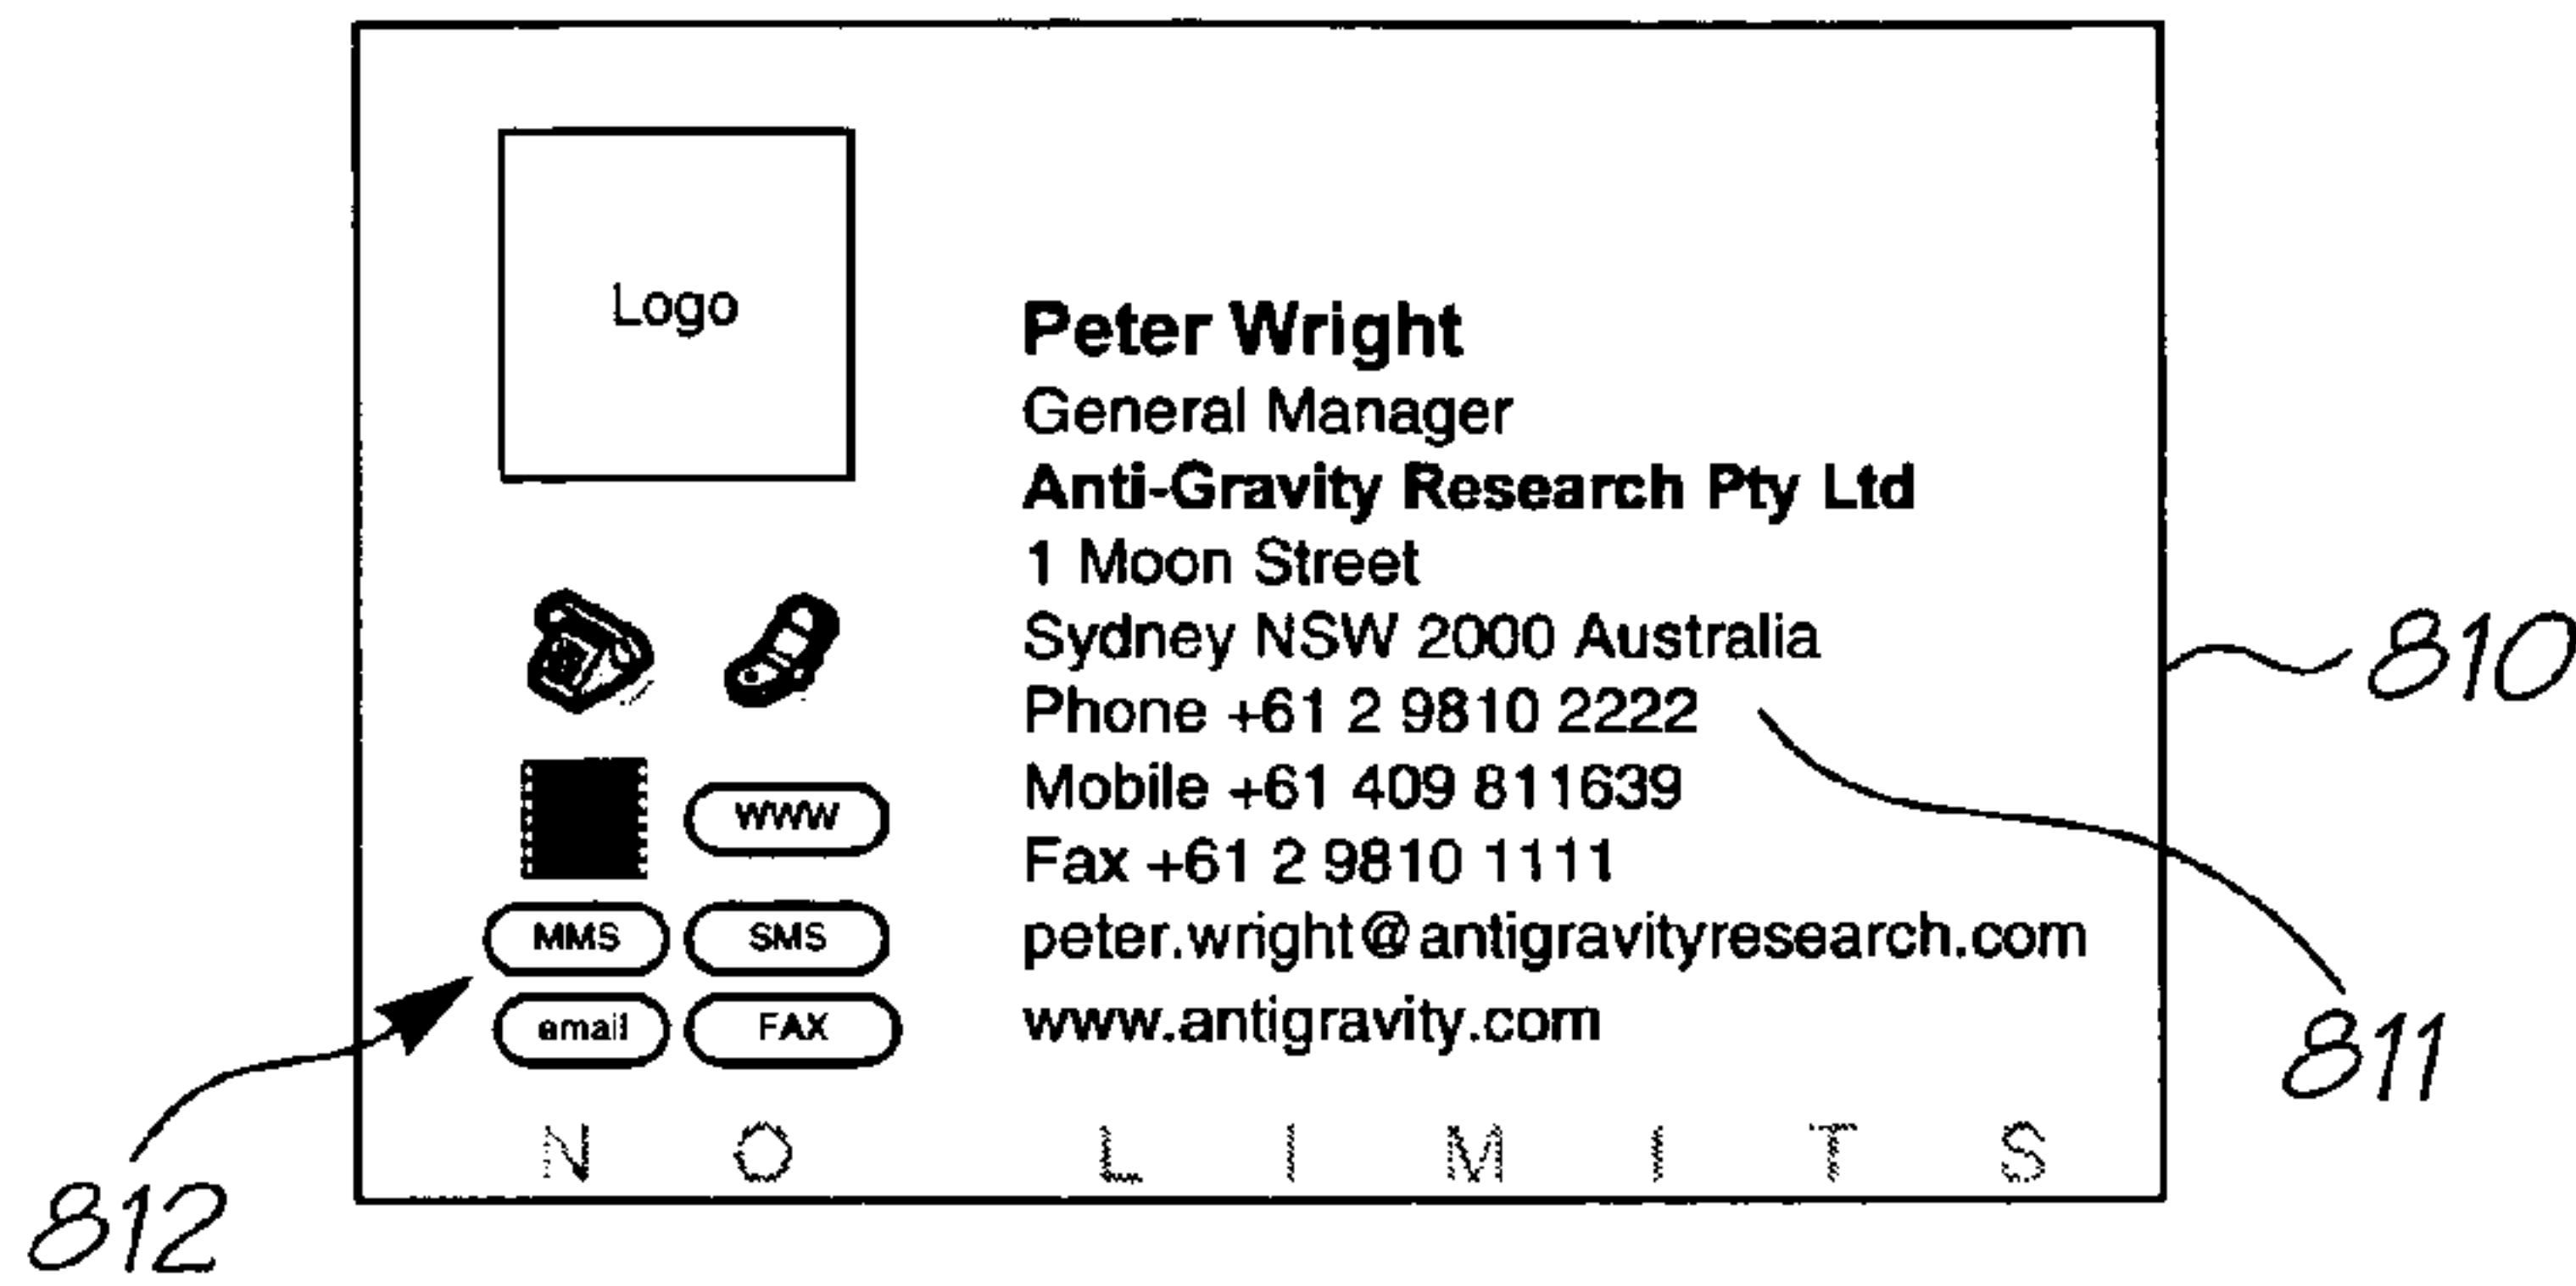 Logo
Peter Wright
General Manager
Anti-Gravity Research Pty Ltd
1 Moon Street
Sydney NSW 2000 Australia
Phone +61 2 9810 2222
Mobile +61 409 811639
Fax +61 2 9810 1111
peter.wright@antigravityresearch.com
www.antigravity.com
WWW
MMS SMS
email FAX
N O L I M I T S
810
811
812